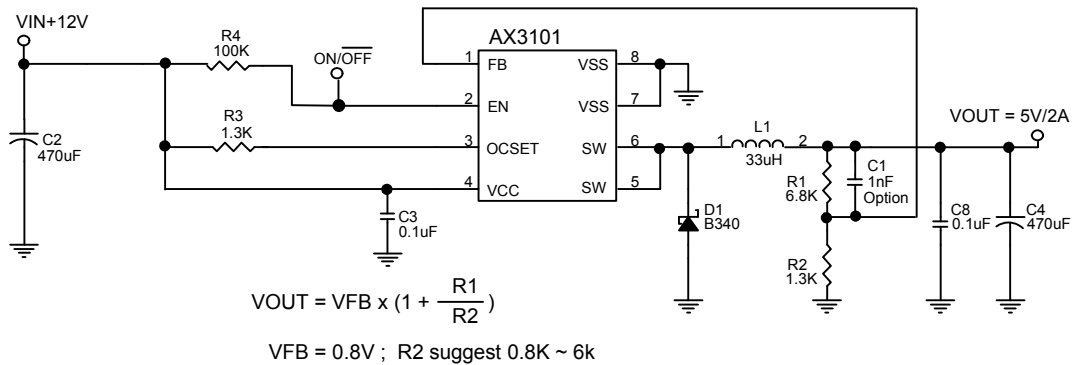 VIN+12V
R4
100K
ON/OFF
AX3101
1 FB VSS 8
2 EN VSS 7
3 OCSET SW 6
4 VCC SW 5
C2
470uF
R3
1.3K
C3
0.1uF
1 L1 2
33uH
D1
B340
R1
6.8K
C1
1nF
Option
R2
1.3K
VOUT = 5V/2A
C8
0.1uF
C4
470uF
VOUT = VFB x (1 + R1
R2 )
VFB = 0.8V ; R2 suggest 0.8K ~ 6k